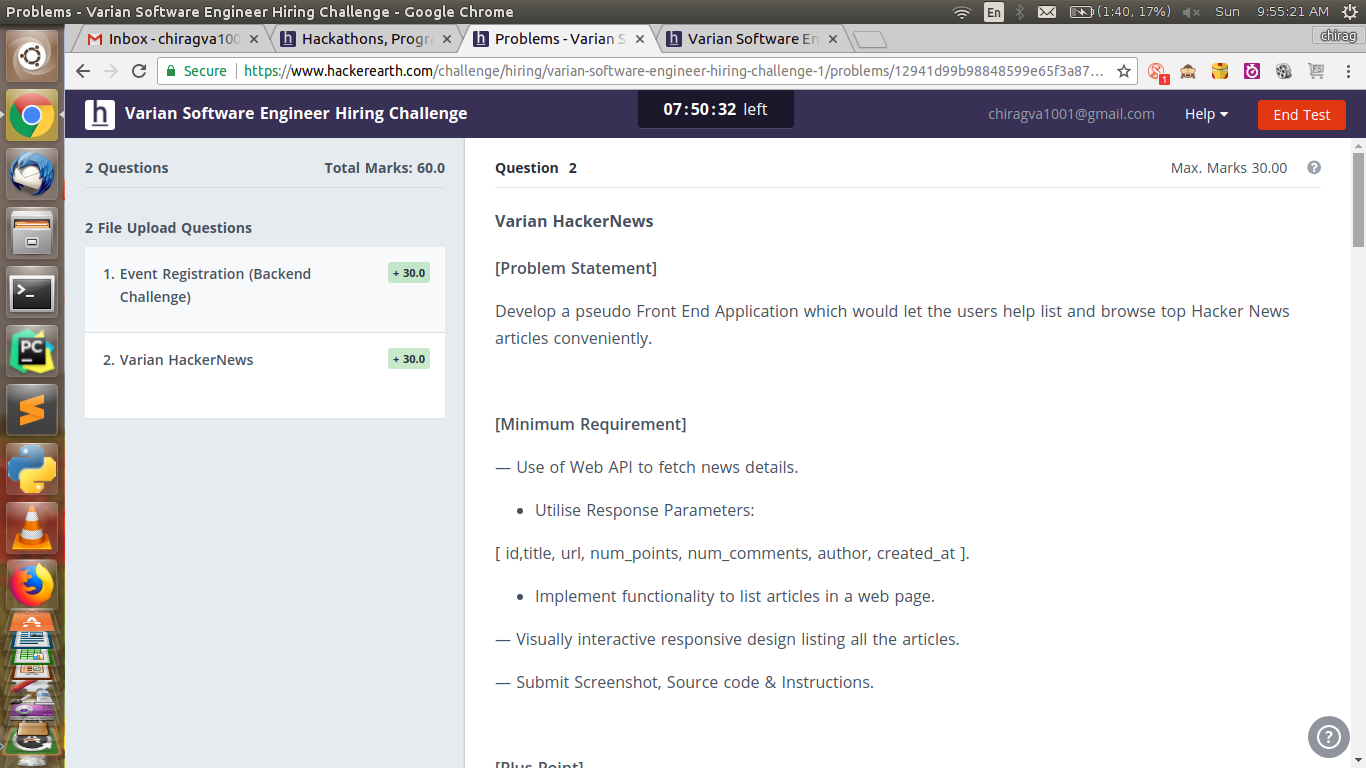 Problems - Varian Software Engineer Hiring Challenge - Google Chrome
En
(1:40, 17%)
Sun
9:55:21 AM
Inbox - chiragva100
Hackathons, Progra
Problems - Varian S
Varian Software En
chirag
Secure
https://www.hackerearth.com/challenge/hiring/varian-software-engineer-hiring-challenge-1/problems/12941d99b98848599e65f3a87...
1
h
Varian Software Engineer Hiring Challenge
07:50:32 left
chiragva1001@gmail.com
Help
End Test
2 Questions
Total Marks: 60.0
2 File Upload Questions
1. Event Registration (Backend
Challenge)
+ 30.0
2. Varian HackerNews
+ 30.0
Question 2
Max. Marks 30.00
?
Varian HackerNews
[Problem Statement]
Develop a pseudo Front End Application which would let the users help list and browse top Hacker News
articles conveniently.
[Minimum Requirement]
— Use of Web API to fetch news details.
• Utilise Response Parameters:
[ id,title, url, num_points, num_comments, author, created_at ].
• Implement functionality to list articles in a web page.
— Visually interactive responsive design listing all the articles.
— Submit Screenshot, Source code & Instructions.
[Plus Point]
?
PC
>_